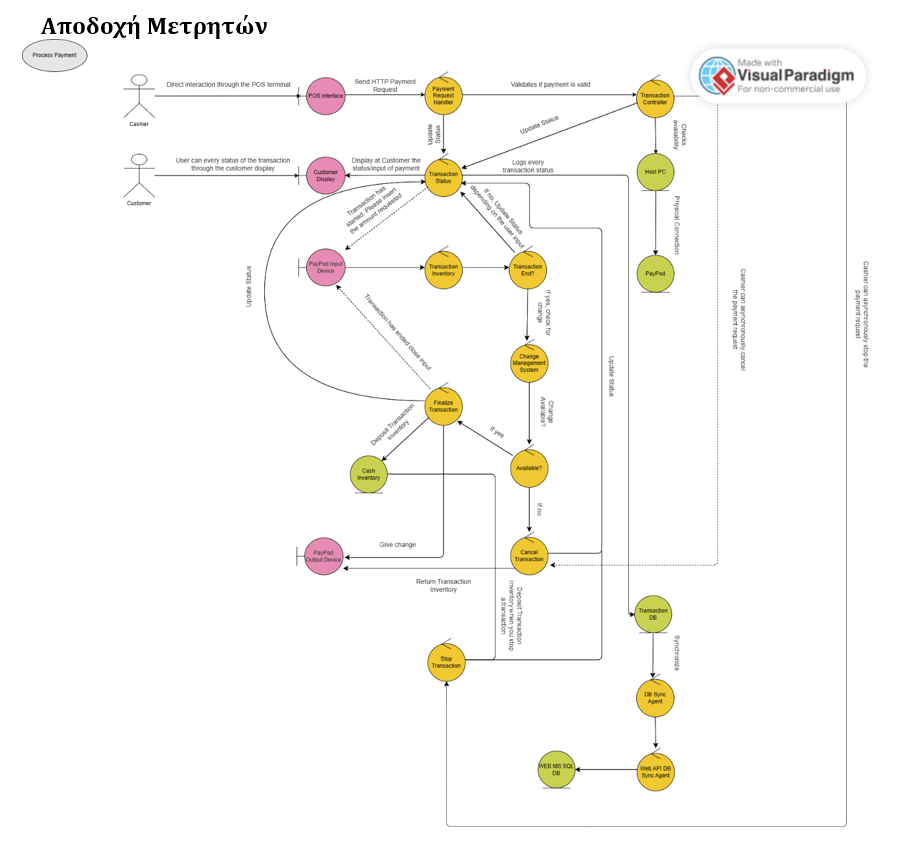 Αποδοχή Μετρητών
Process Payment
Made with
VisualParadigm
For non-commercial use
Direct interaction through the POS terminal
Send HTTP Payment
Request
Validates if payment is valid
POS Interface
Payment
Request
Handler
Transaction
Controller
Cashier
Update
Status
Update Status
Checks
availability
User can every status of the transaction
through the customer display
Display at Customer the
status/input of payment
Logs every
transaction status
Customer
Display
Transaction
Status
Host PC
Customer
Transaction has
started, Please insert
the amount requested
If no, Update Status
depending on the user input
Physical Connection
PayPod Input
Device
Transaction
Inventory
Transaction
End?
PayPod
Update Status
Transaction has ended close input
If yes, check for
change
Cashier can asynchronously cancel
the payment request
Cashier can asynchronously stop the
payment request
Change
Management
System
Update Status
Finalize
Transaction
Change
Available?
Deposit Transaction
Inventory
If yes
Cash
Inventory
Available?
If no
Give change
PayPod
Output Device
Cancel
Transaction
Return Transaction
Inventory
Deposit Transaction
Inventory when you stop
a transaction
Transaction
DB
Synchronize
Stop
Transaction
DB Sync
Agent
WEB MS SQL
DB
Web API DB
Sync Agent